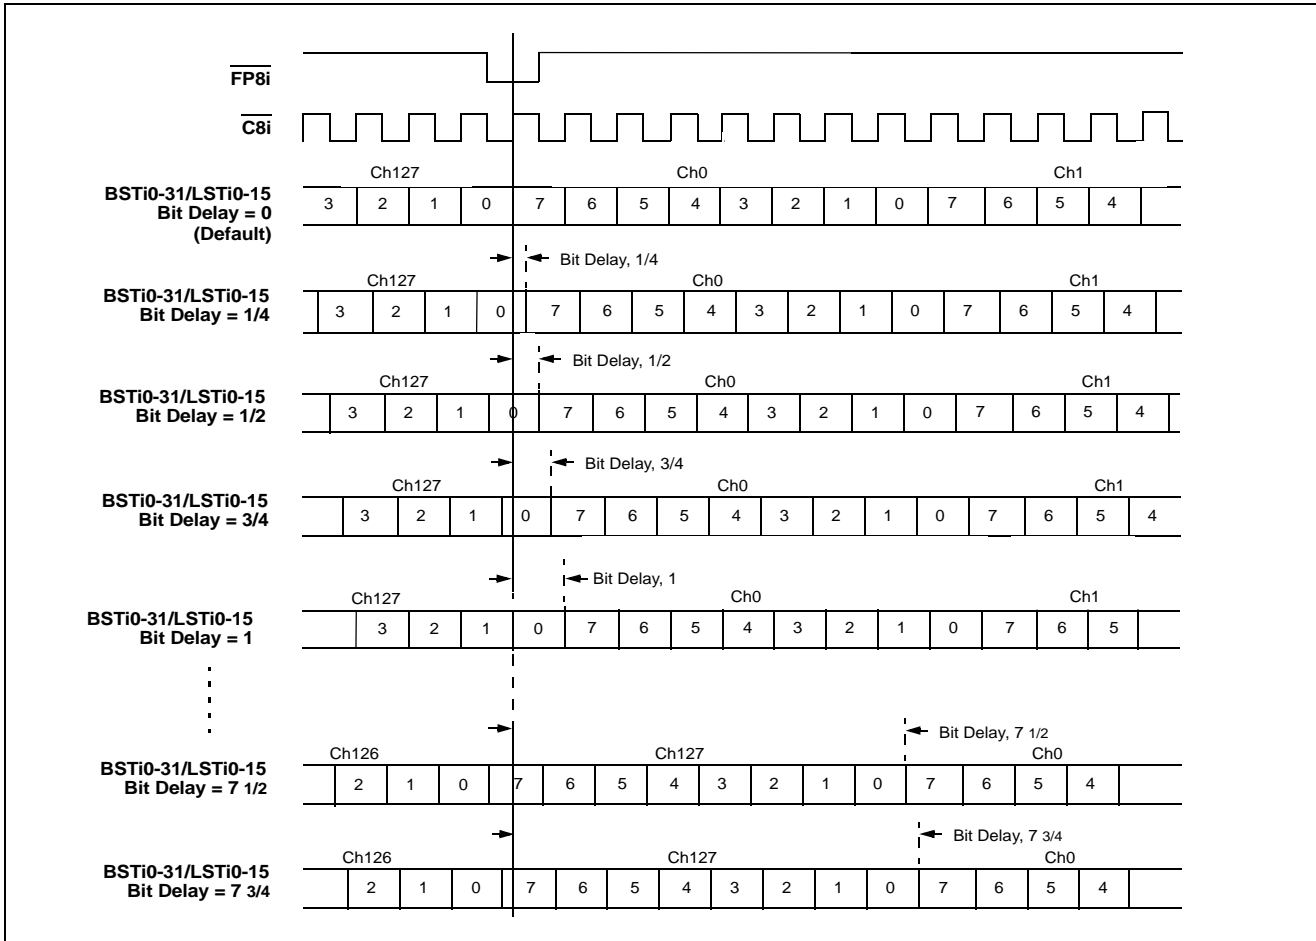 FP8i
C8i
Ch127 Ch0 Ch1
BSTi0-31/LSTi0-15
Bit Delay = 0
(Default)
3 2 1 0 7 6 5 4 3 2 1 0 7 6 5 4
Bit Delay, 1/4
Ch127 Ch0 Ch1
BSTi0-31/LSTi0-15
Bit Delay = 1/4
3 2 1 0 7 6 5 4 3 2 1 0 7 6 5 4
Bit Delay, 1/2
Ch127 Ch0 Ch1
BSTi0-31/LSTi0-15
Bit Delay = 1/2
3 2 1 0 7 6 5 4 3 2 1 0 7 6 5 4
Bit Delay, 3/4
Ch127 Ch0 Ch1
BSTi0-31/LSTi0-15
Bit Delay = 3/4
3 2 1 0 7 6 5 4 3 2 1 0 7 6 5 4
Bit Delay, 1
Ch127 Ch0 Ch1
BSTi0-31/LSTi0-15
Bit Delay = 1
3 2 1 0 7 6 5 4 3 2 1 0 7 6 5
Bit Delay, 7 1/2
Ch126 Ch127 Ch0
BSTi0-31/LSTi0-15
Bit Delay = 7 1/2
2 1 0 7 6 5 4 3 2 1 0 7 6 5 4
Bit Delay, 7 3/4
Ch126 Ch127 Ch0
BSTi0-31/LSTi0-15
Bit Delay = 7 3/4
2 1 0 7 6 5 4 3 2 1 0 7 6 5 4